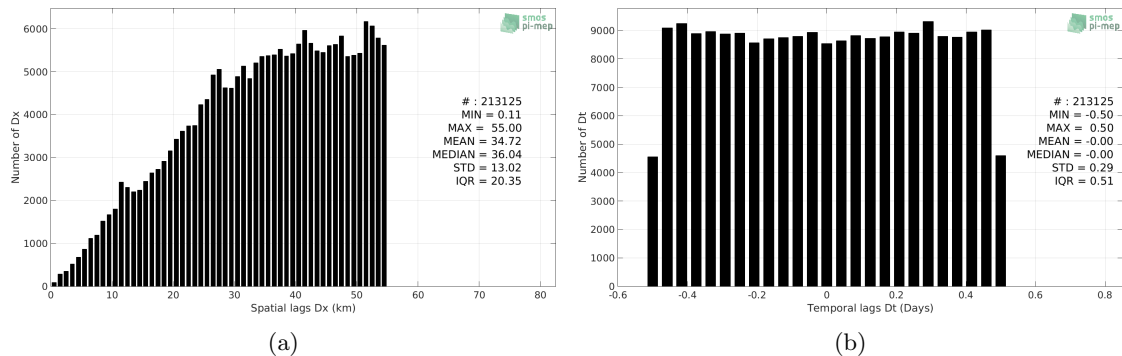 smos
pi-mep
6000
5000
4000
3000
2000
1000
0
Number of Dx
# : 213125
MIN = 0.11
MAX = 55.00
MEAN = 34.72
MEDIAN = 36.04
STD = 13.02
IQR = 20.35
0 10 20 30 40 50 60 70 80
Spatial lags Dx (km)
(a)
smos
pi-mep
9000
8000
7000
6000
5000
4000
3000
2000
1000
0
Number of Dt
# : 213125
MIN = -0.50
MAX = 0.50
MEAN = -0.00
MEDIAN = -0.00
STD = 0.29
IQR = 0.51
-0.6 -0.4 -0.2 0 0.2 0.4 0.6 0.8
Temporal lags Dt (Days)
(b)